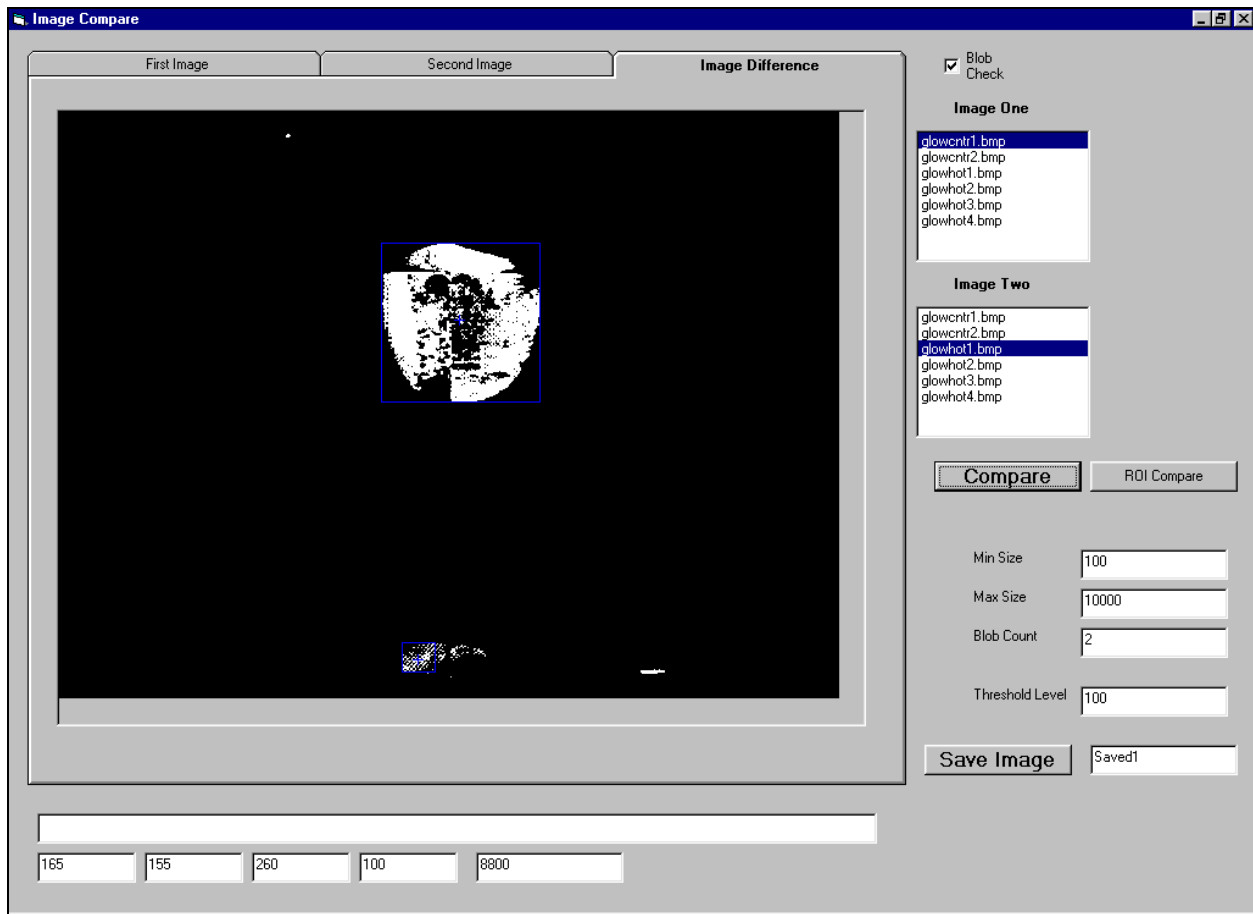 Image Compare
First Image
Second Image
Image Difference
Blob
Check
Image One
glowcntr1.bmp
glowcntr2.bmp
glowhot1.bmp
glowhot2.bmp
glowhot3.bmp
glowhot4.bmp
Image Two
glowcntr1.bmp
glowcntr2.bmp
glowhot1.bmp
glowhot2.bmp
glowhot3.bmp
glowhot4.bmp
Compare
ROI Compare
Min Size
100
Max Size
10000
Blob Count
2
Threshold Level
100
Save Image
Saved1
165
155
260
100
8800